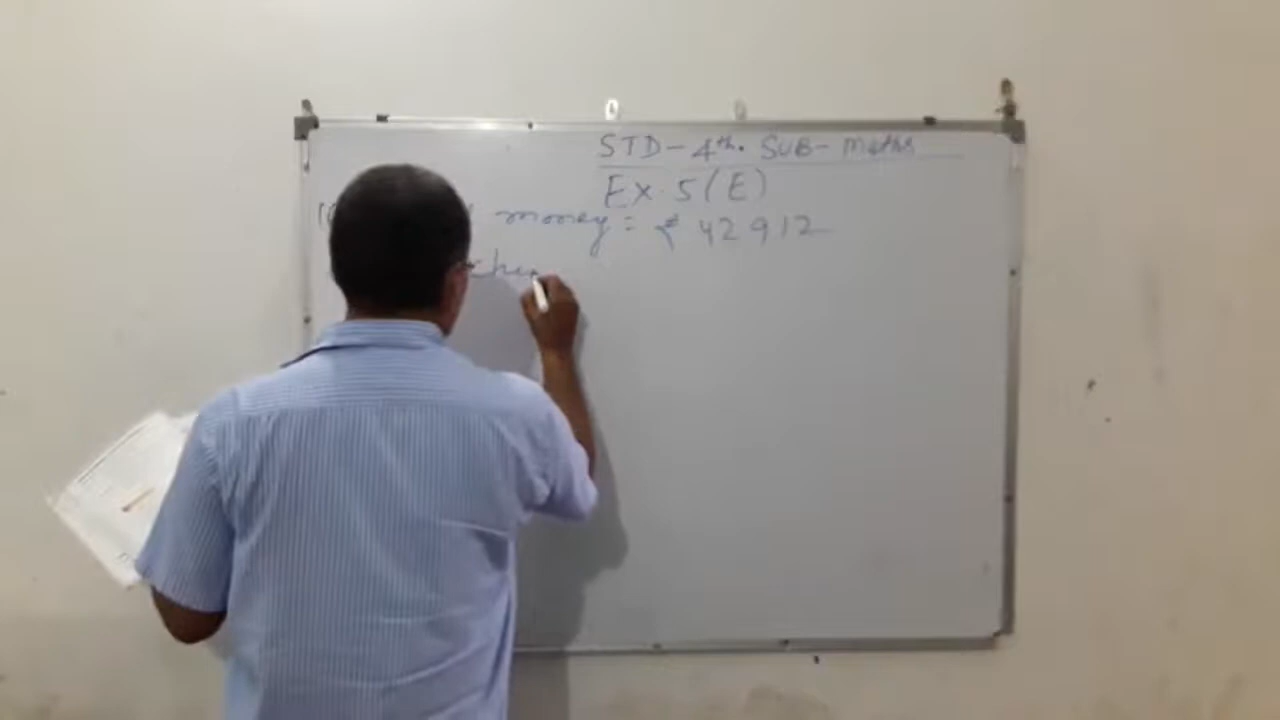 STD - 4th. SUB - maths
Ex. 5(E)
money = ₹ 42912